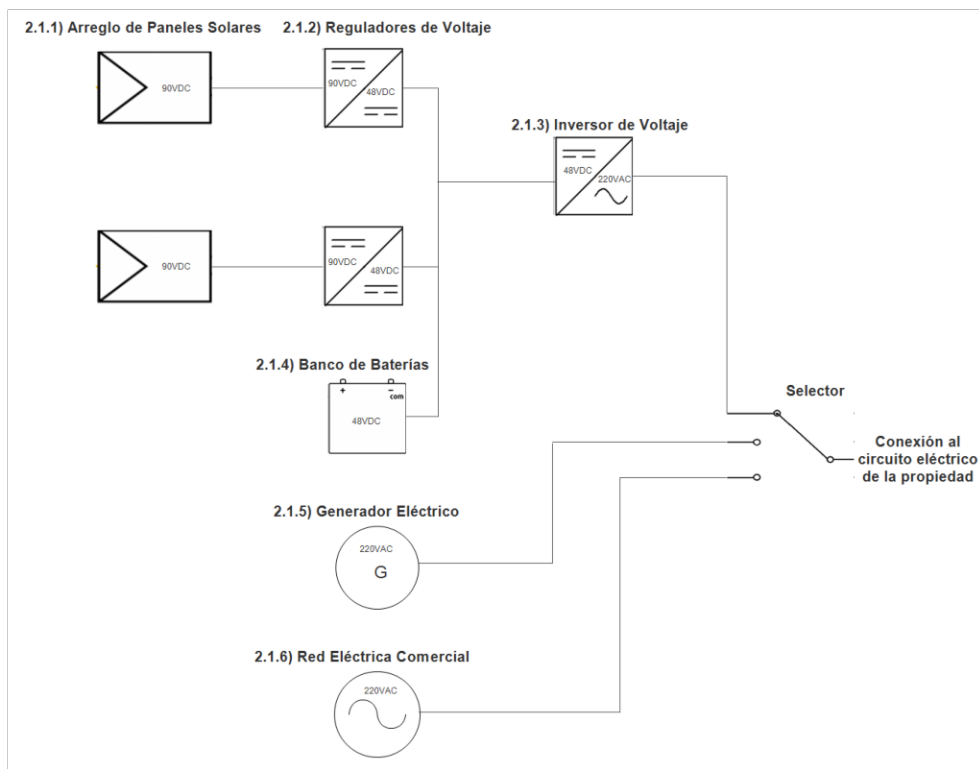 2.1.1) Arreglo de Paneles Solares
2.1.2) Reguladores de Voltaje
90VDC
90VDC
48VDC
2.1.3) Inversor de Voltaje
48VDC
220VAC
90VDC
90VDC
48VDC
2.1.4) Banco de Baterías
+
−
com
48VDC
Selector
Conexión al
circuito eléctrico
de la propiedad
2.1.5) Generador Eléctrico
220VAC
G
2.1.6) Red Eléctrica Comercial
220VAC